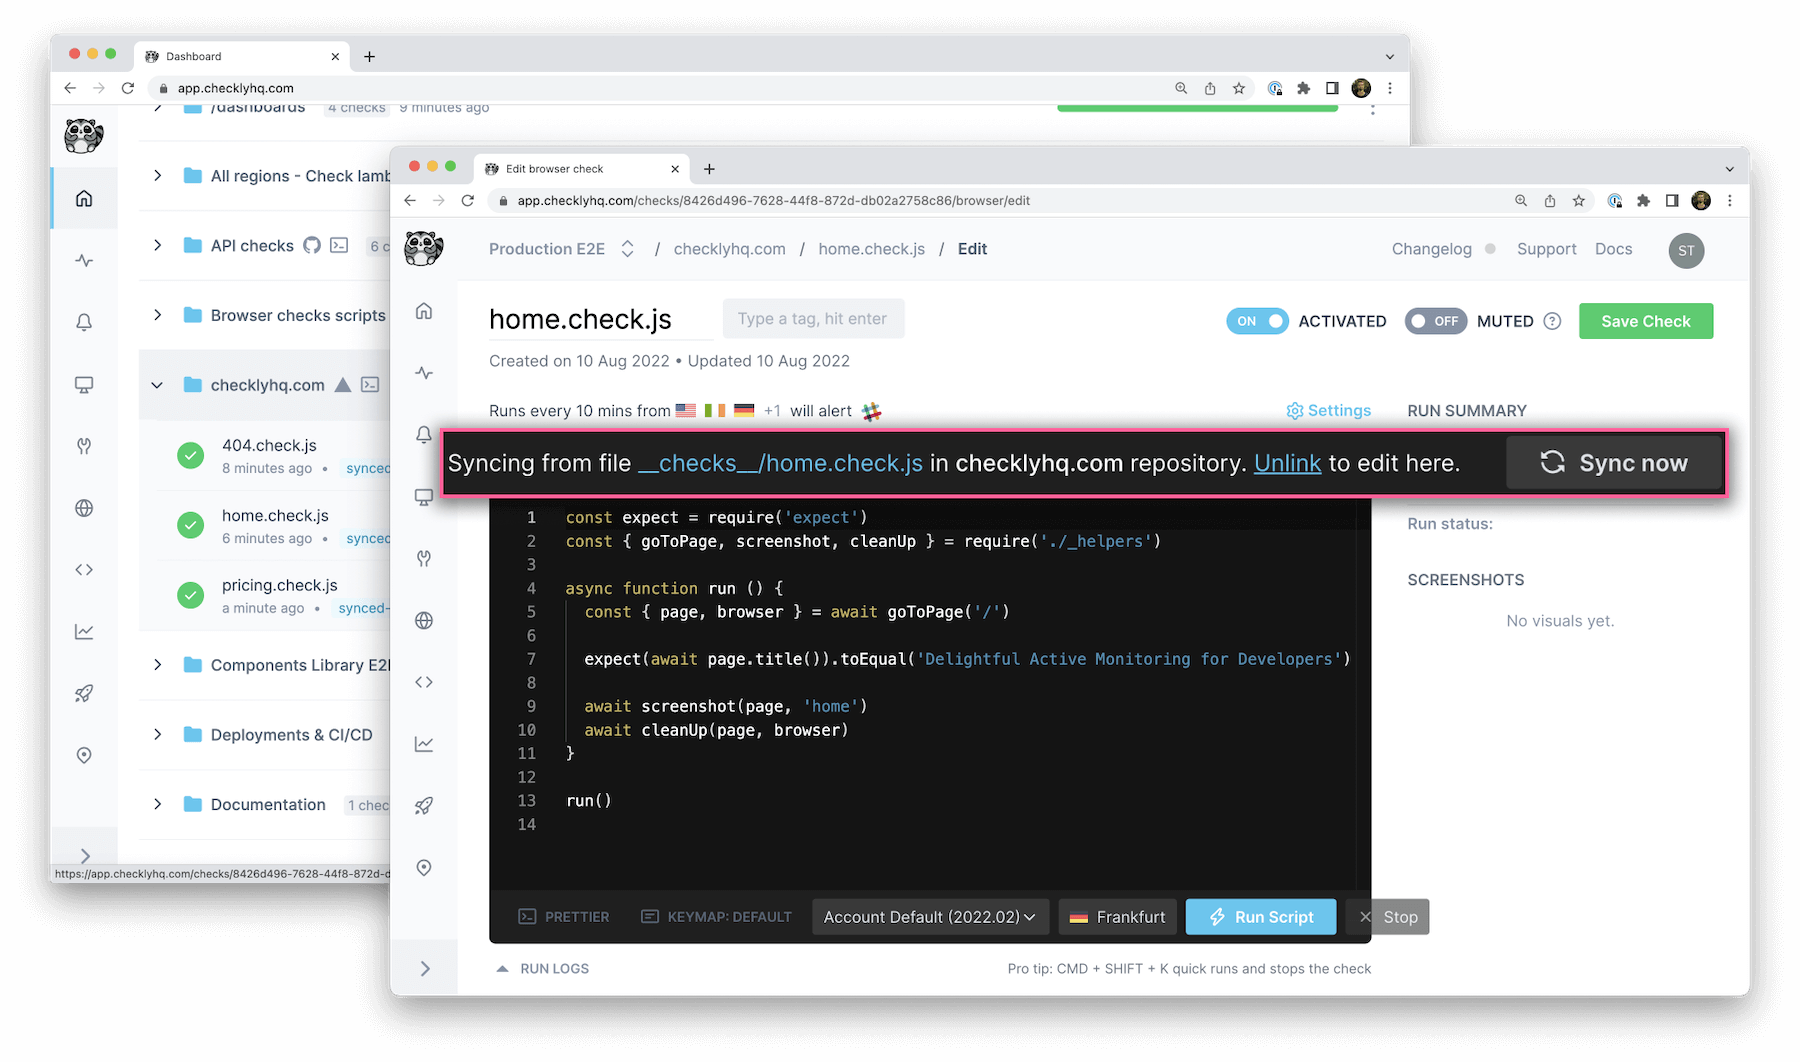 Dashboard
app.checklyhq.com
/dashboards 4 checks 9 minutes ago
All regions - Check lamb
API checks 6 c
Browser checks scripts
checklyhq.com
404.check.js
8 minutes ago • synced
home.check.js
6 minutes ago • synced
pricing.check.js
a minute ago • synced-
Components Library E2E
Deployments & CI/CD
Documentation 1 chec
https://app.checklyhq.com/checks/8426d496-7628-44f8-872d-d
Edit browser check
app.checklyhq.com/checks/8426d496-7628-44f8-872d-db02a2758c86/browser/edit
Production E2E / checklyhq.com / home.check.js / Edit
Changelog Support Docs ST
home.check.js Type a tag, hit enter
ON ACTIVATED OFF MUTED ? Save Check
Created on 10 Aug 2022 • Updated 10 Aug 2022
Runs every 10 mins from +1 will alert
Settings
RUN SUMMARY
Syncing from file __checks__/home.check.js in checklyhq.com repository. Unlink to edit here. Sync now
Run status:
SCREENSHOTS
No visuals yet.
1 const expect = require('expect')
2 const { goToPage, screenshot, cleanUp } = require('./_helpers')
3
4 async function run () {
5 const { page, browser } = await goToPage('/')
6
7 expect(await page.title()).toEqual('Delightful Active Monitoring for Developers')
8
9 await screenshot(page, 'home')
10 await cleanUp(page, browser)
11 }
12
13 run()
14
PRETTIER KEYMAP: DEFAULT Account Default (2022.02) Frankfurt Run Script Stop
RUN LOGS
Pro tip: CMD + SHIFT + K quick runs and stops the check